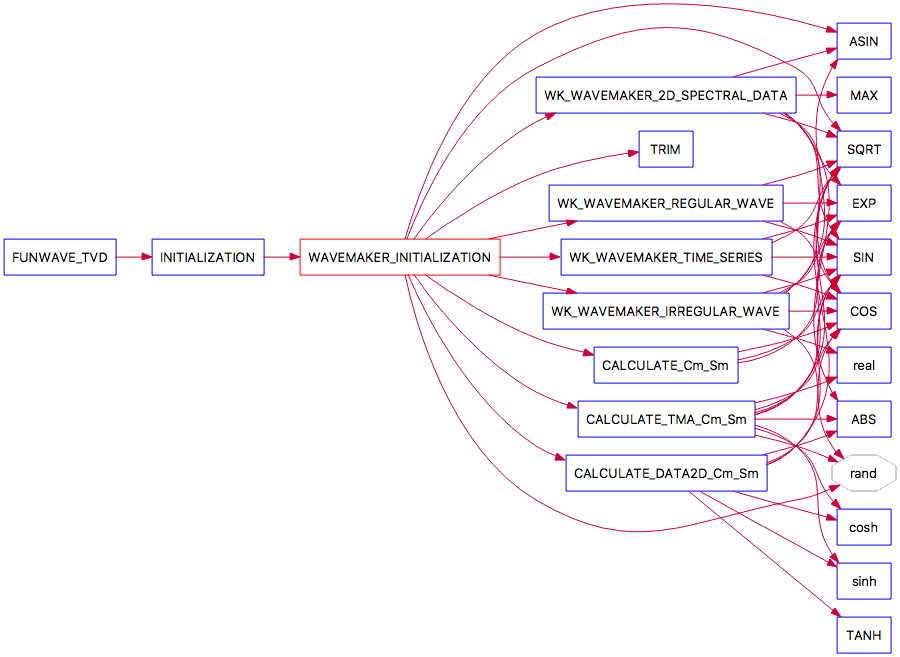 FUNWAVE_TVD
INITIALIZATION
WAVEMAKER_INITIALIZATION
WK_WAVEMAKER_2D_SPECTRAL_DATA
TRIM
WK_WAVEMAKER_REGULAR_WAVE
WK_WAVEMAKER_TIME_SERIES
WK_WAVEMAKER_IRREGULAR_WAVE
CALCULATE_Cm_Sm
CALCULATE_TMA_Cm_Sm
CALCULATE_DATA2D_Cm_Sm
ASIN
MAX
SQRT
EXP
SIN
COS
real
ABS
rand
cosh
sinh
TANH